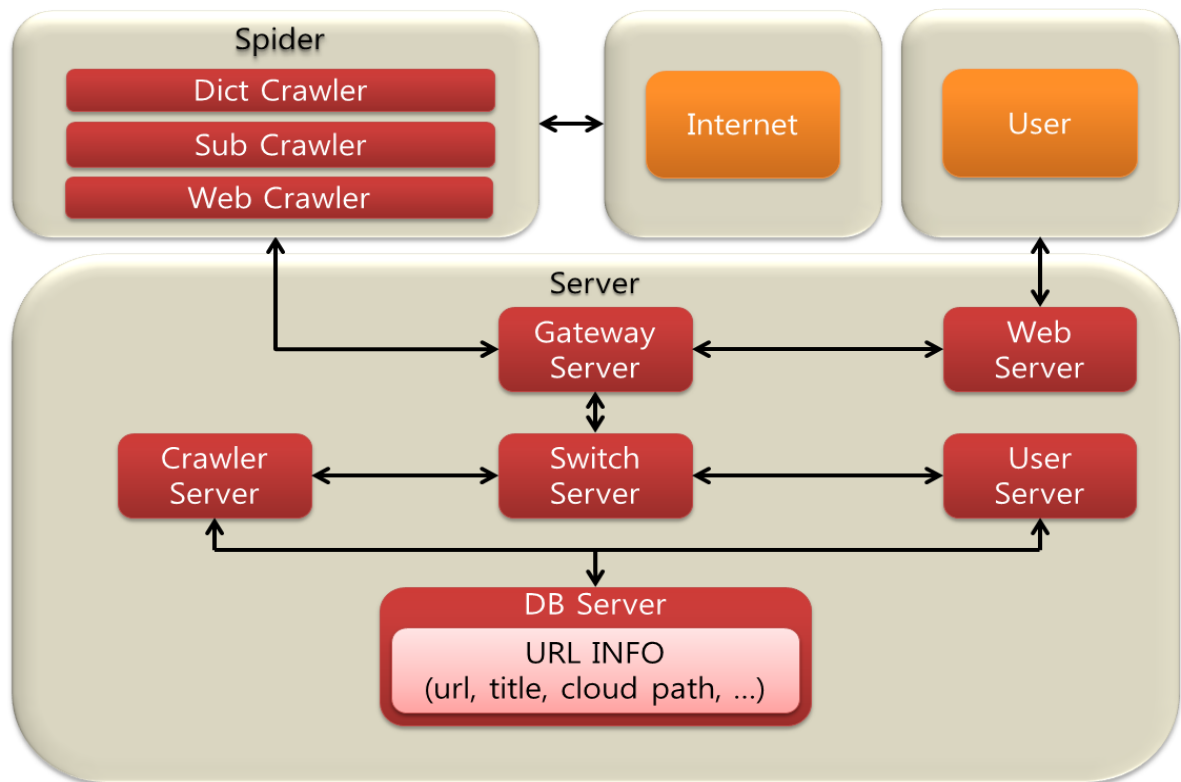 Spider
Dict Crawler
Sub Crawler
Web Crawler
Internet
User
Server
Gateway
Server
Web
Server
Crawler
Server
Switch
Server
User
Server
DB Server
URL INFO
(url, title, cloud path, ...)